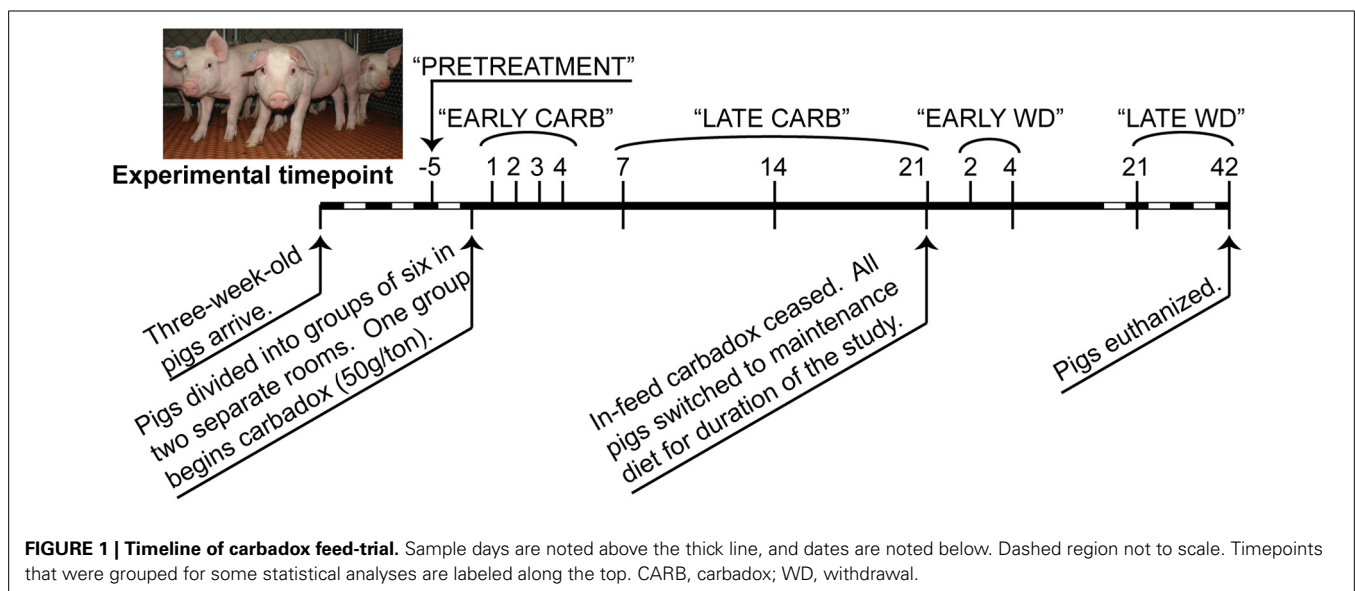 “PRETREATMENT”
“EARLY CARB”
“LATE CARB”
“EARLY WD”
“LATE WD”
Experimental timepoint
-5
1
2
3
4
7
14
21
2
4
21
42
Three-week-old
pigs arrive.
Pigs divided into groups of six in
two separate rooms. One group
begins carbadox (50g/ton).
In-feed carbadox ceased. All
pigs switched to maintenance
diet for duration of the study.
Pigs euthanized.
FIGURE 1 | Timeline of carbadox feed-trial. Sample days are noted above the thick line, and dates are noted below. Dashed region not to scale. Timepoints
that were grouped for some statistical analyses are labeled along the top. CARB, carbadox; WD, withdrawal.